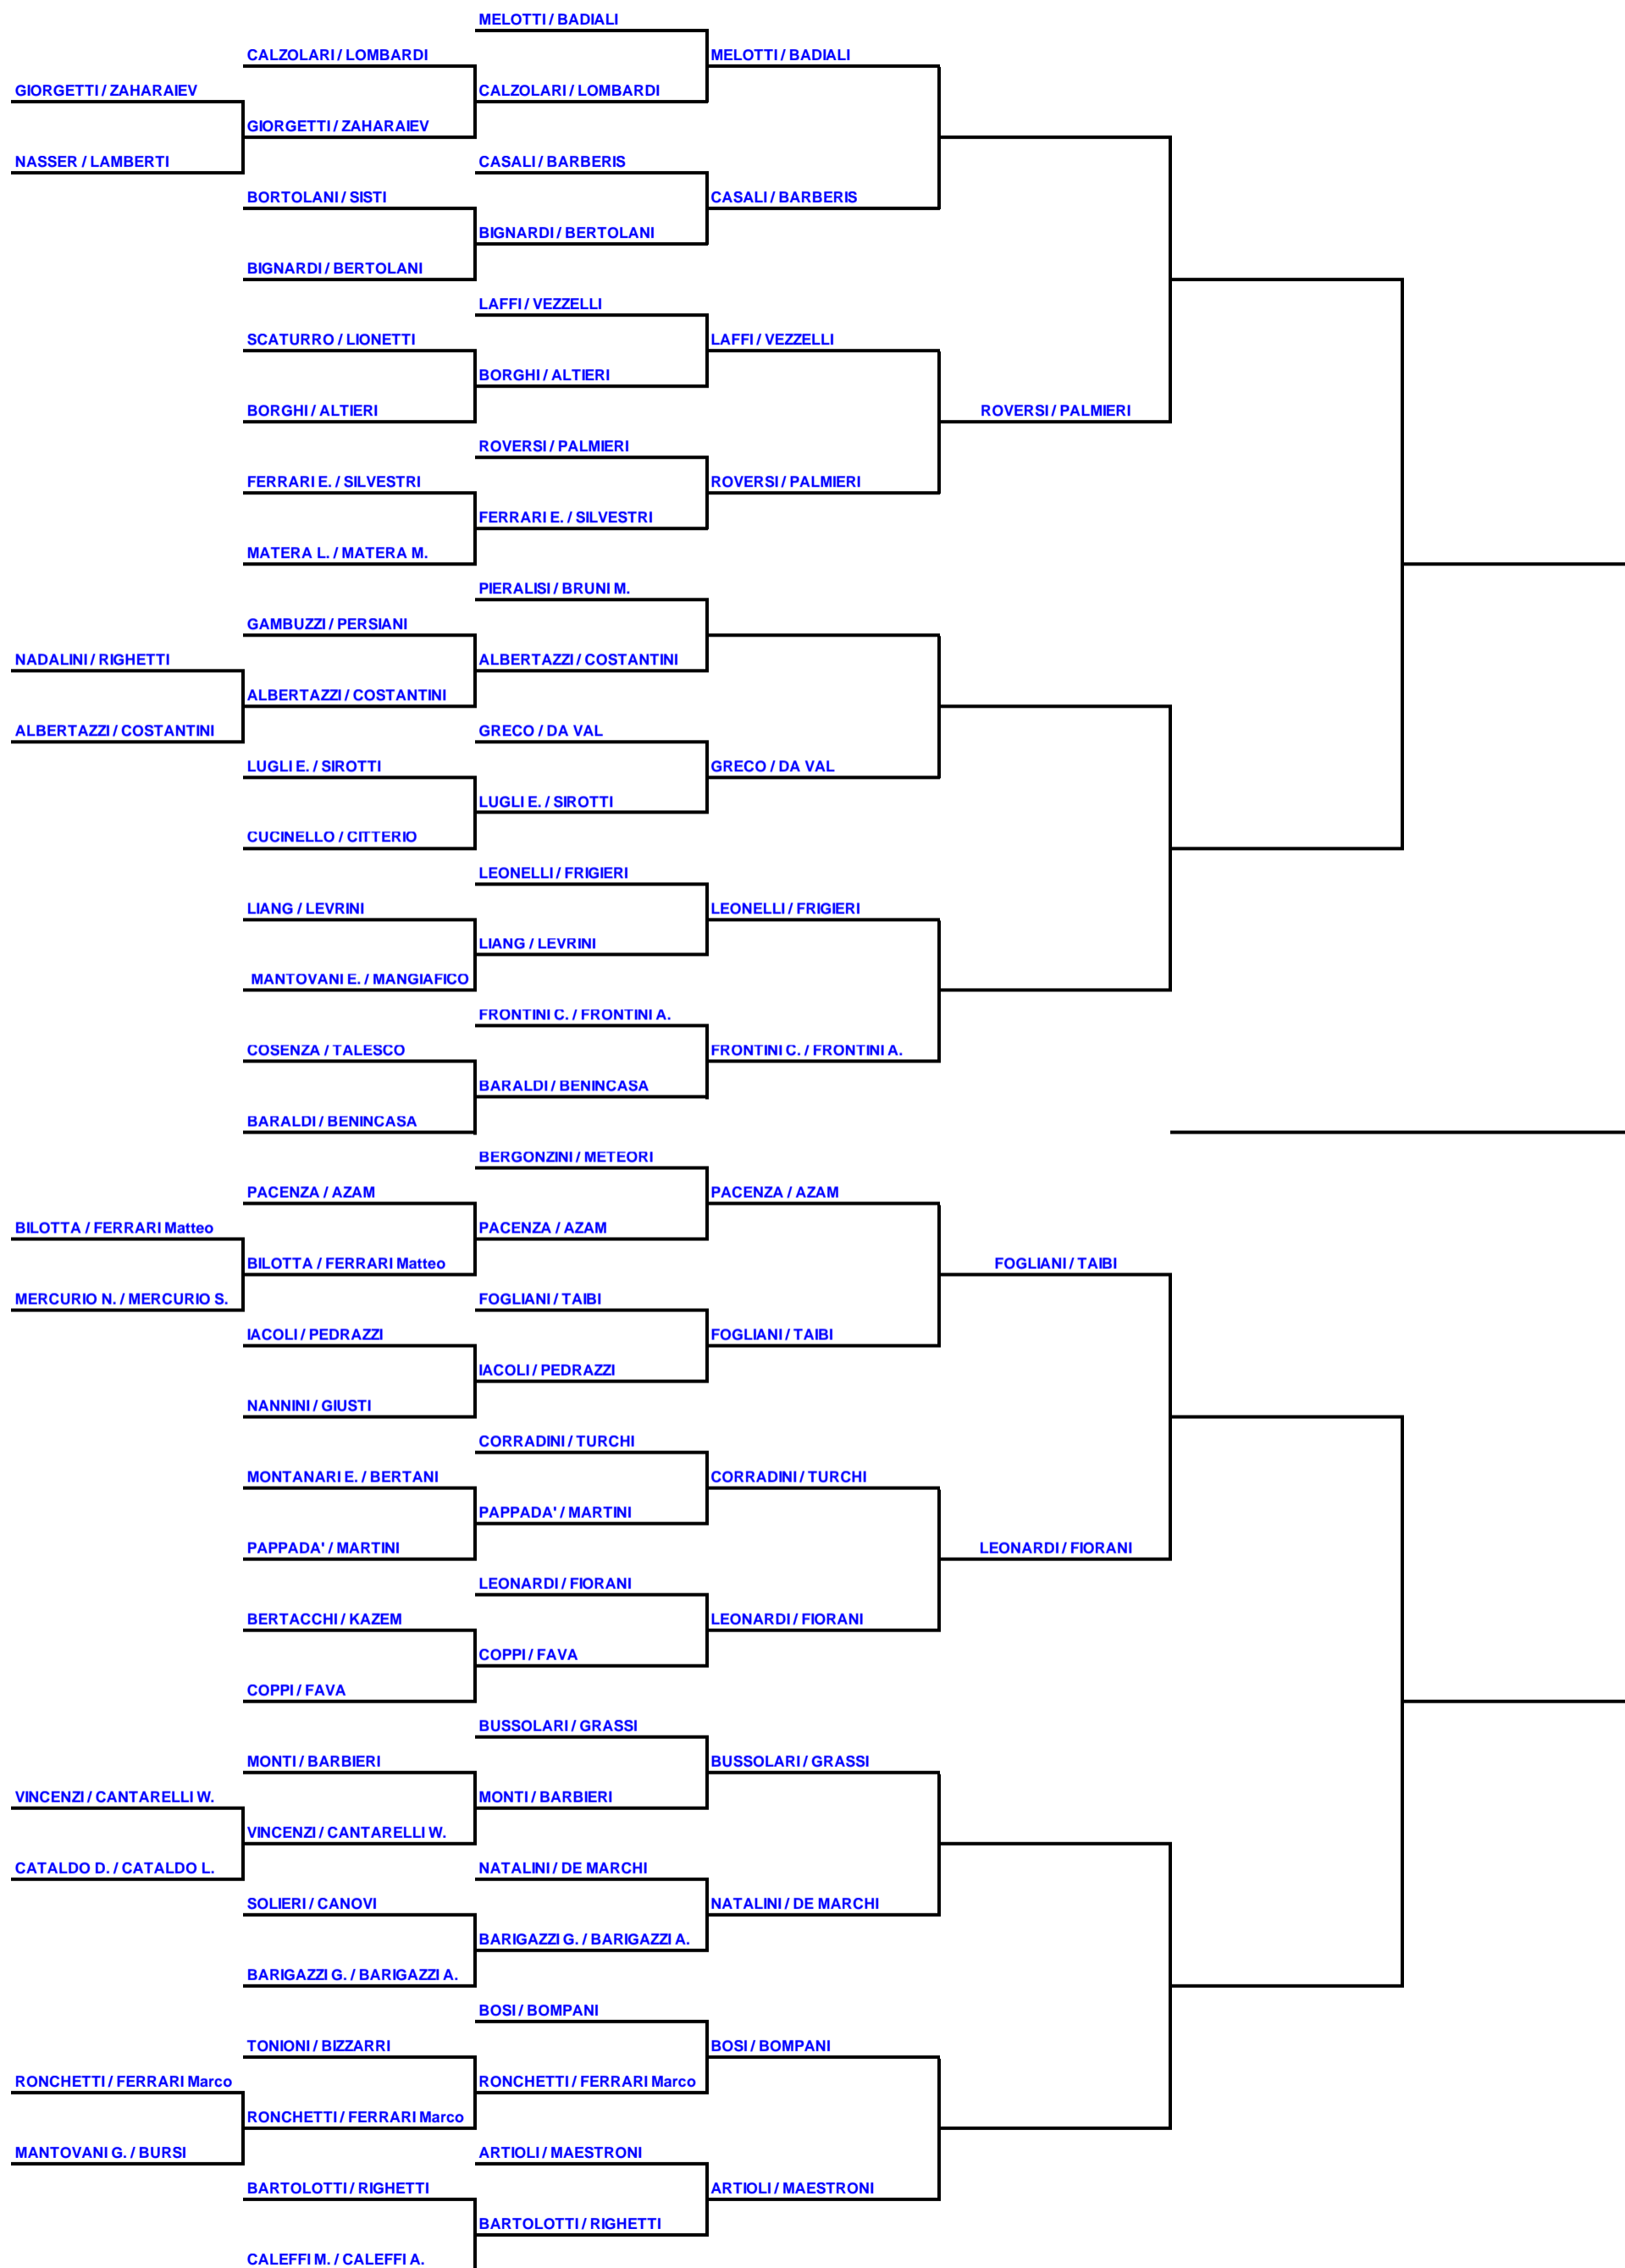 MELOTTI / BADIALI
CALZOLARI / LOMBARDI
MELOTTI / BADIALI
GIORGETTI / ZAHARAIEV
CALZOLARI / LOMBARDI
GIORGETTI / ZAHARAIEV
NASSER / LAMBERTI
CASALI / BARBERIS
BORTOLANI / SISTI
CASALI / BARBERIS
BIGNARDI / BERTOLANI
BIGNARDI / BERTOLANI
LAFFI / VEZZELLI
SCATURRO / LIONETTI
LAFFI / VEZZELLI
BORGHI / ALTIERI
BORGHI / ALTIERI
ROVERSI / PALMIERI
ROVERSI / PALMIERI
FERRARI E. / SILVESTRI
ROVERSI / PALMIERI
FERRARI E. / SILVESTRI
MATERA L. / MATERA M.
PIERALISI / BRUNI M.
GAMBUZZI / PERSIANI
NADALINI / RIGHETTI
ALBERTAZZI / COSTANTINI
ALBERTAZZI / COSTANTINI
ALBERTAZZI / COSTANTINI
GRECO / DA VAL
LUGLI E. / SIROTTI
GRECO / DA VAL
LUGLI E. / SIROTTI
CUCINELLO / CITTERIO
LEONELLI / FRIGIERI
LIANG / LEVRINI
LEONELLI / FRIGIERI
LIANG / LEVRINI
MANTOVANI E. / MANGIAFICO
FRONTINI C. / FRONTINI A.
COSENZA / TALESCO
FRONTINI C. / FRONTINI A.
BARALDI / BENINCASA
BARALDI / BENINCASA
BERGONZINI / METEORI
PACENZA / AZAM
PACENZA / AZAM
BILOTTA / FERRARI Matteo
PACENZA / AZAM
BILOTTA / FERRARI Matteo
FOGLIANI / TAIBI
MERCURIO N. / MERCURIO S.
FOGLIANI / TAIBI
IACOLI / PEDRAZZI
FOGLIANI / TAIBI
IACOLI / PEDRAZZI
NANNINI / GIUSTI
CORRADINI / TURCHI
MONTANARI E. / BERTANI
CORRADINI / TURCHI
PAPPADA' / MARTINI
PAPPADA' / MARTINI
LEONARDI / FIORANI
LEONARDI / FIORANI
BERTACCHI / KAZEM
LEONARDI / FIORANI
COPPI / FAVA
COPPI / FAVA
BUSSOLARI / GRASSI
MONTI / BARBIERI
BUSSOLARI / GRASSI
VINCENZI / CANTARELLI W.
MONTI / BARBIERI
VINCENZI / CANTARELLI W.
CATALDO D. / CATALDO L.
NATALINI / DE MARCHI
SOLIERI / CANOVI
NATALINI / DE MARCHI
BARIGAZZI G. / BARIGAZZI A.
BARIGAZZI G. / BARIGAZZI A.
BOSI / BOMPANI
TONIONI / BIZZARRI
BOSI / BOMPANI
RONCHETTI / FERRARI Marco
RONCHETTI / FERRARI Marco
RONCHETTI / FERRARI Marco
MANTOVANI G. / BURSI
ARTIOLI / MAESTRONI
BARTOLOTTI / RIGHETTI
ARTIOLI / MAESTRONI
BARTOLOTTI / RIGHETTI
CALEFFI M. / CALEFFI A.